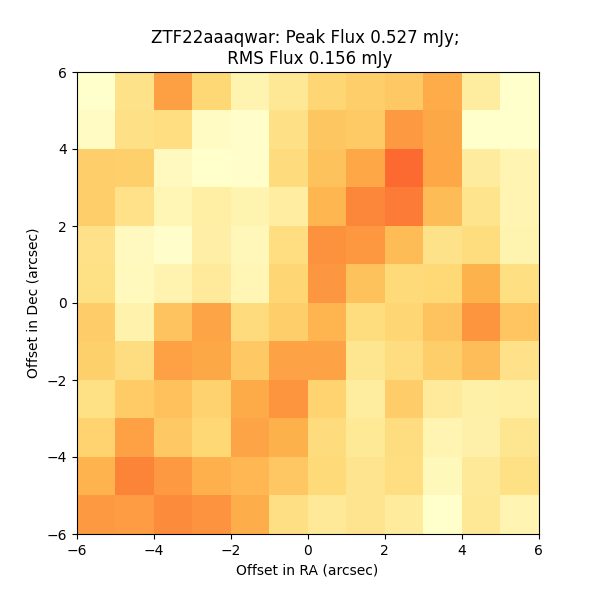 ZTF22aaaqwar: Peak Flux 0.527 mJy;
RMS Flux 0.156 mJy
6
4
2
0
−2
−4
−6
Offset in Dec (arcsec)
−6 −4 −2 0 2 4 6
Offset in RA (arcsec)